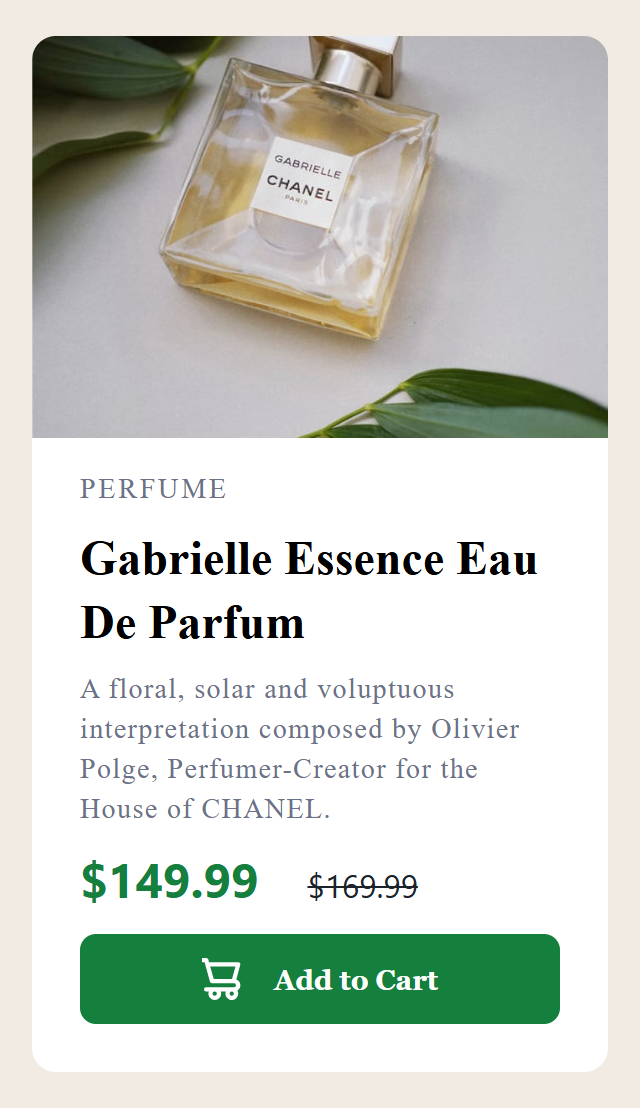 GABRIELLE
CHANEL
PARIS
PERFUME
Gabrielle Essence Eau
De Parfum
A floral, solar and voluptuous
interpretation composed by Olivier
Polge, Perfumer-Creator for the
House of CHANEL.
$149.99 $169.99
Add to Cart